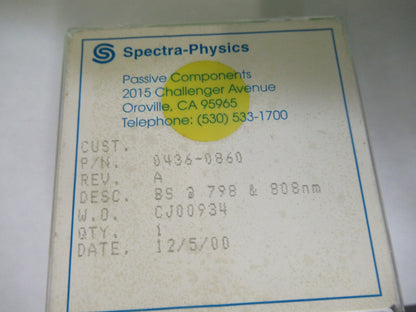 Spectra-Physics
Passive Components
2015 Challenger Avenue
Oroville, CA 95965
Telephone: (530) 533-1700
CUST.
P/N. 0436-0860
REV. A
DESC. BS @ 798 & 808nm
W.O. CJ00934
QTY. 1
DATE. 12/5/00